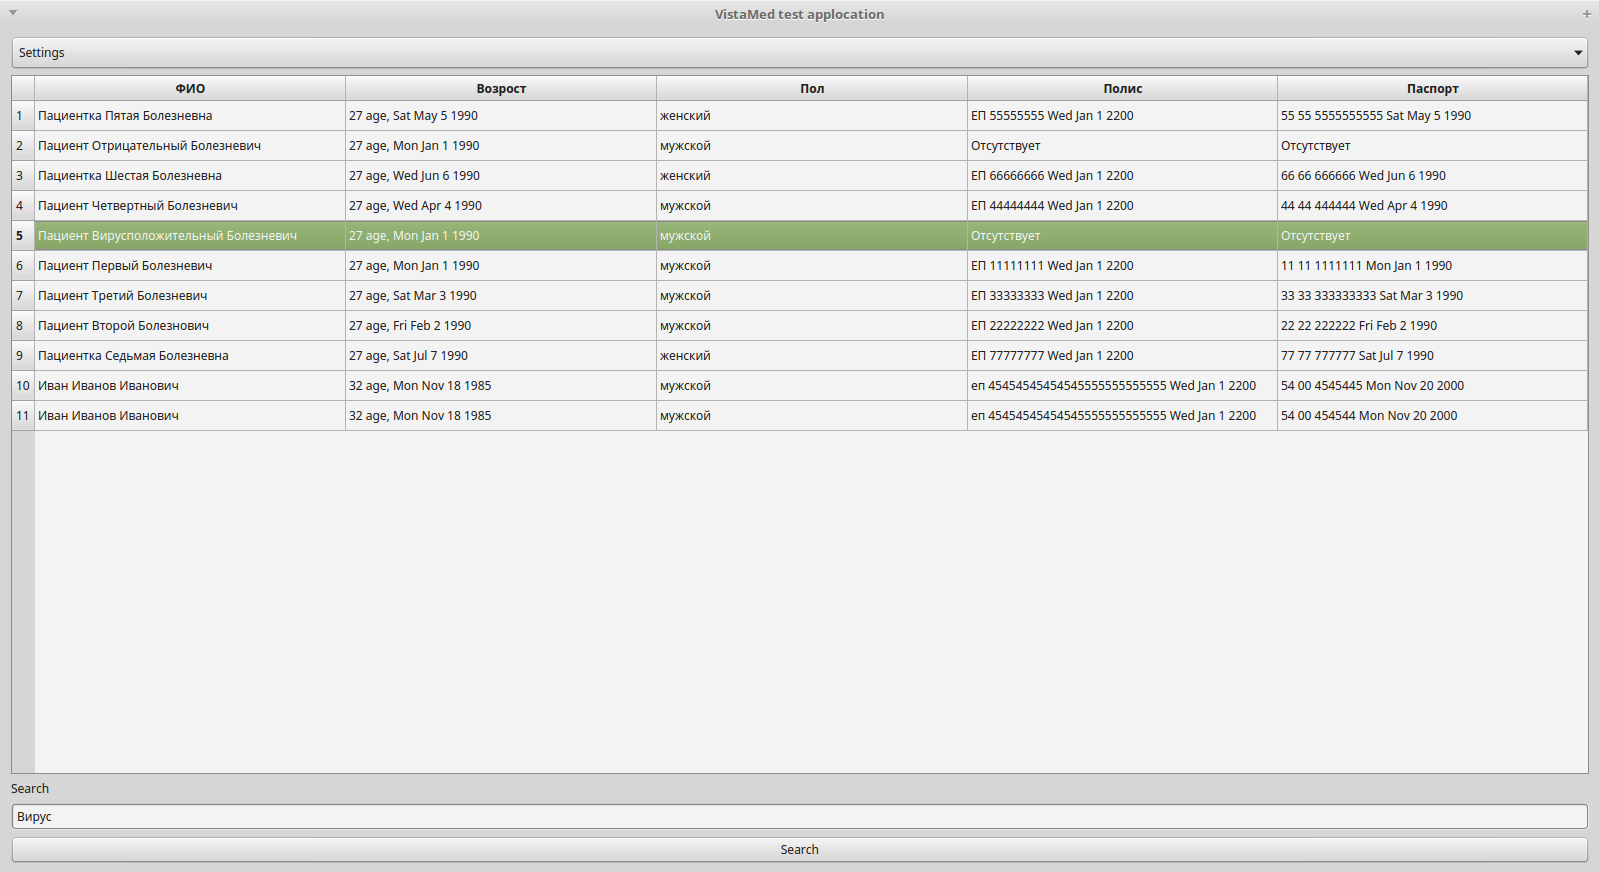 VistaMed test applocation
Settings
ФИО Возрост Пол Полис Паспорт
1 Пациентка Пятая Болезневна 27 age, Sat May 5 1990 женский ЕП 55555555 Wed Jan 1 2200 55 55 5555555555 Sat May 5 1990
2 Пациент Отрицательный Болезневич 27 age, Mon Jan 1 1990 мужской Отсутствует Отсутствует
3 Пациентка Шестая Болезневна 27 age, Wed Jun 6 1990 женский ЕП 66666666 Wed Jan 1 2200 66 66 666666 Wed Jun 6 1990
4 Пациент Четвертный Болезневич 27 age, Wed Apr 4 1990 мужской ЕП 44444444 Wed Jan 1 2200 44 44 444444 Wed Apr 4 1990
5 Пациент Вирусположительный Болезневич 27 age, Mon Jan 1 1990 мужской Отсутствует Отсутствует
6 Пациент Первый Болезневич 27 age, Mon Jan 1 1990 мужской ЕП 11111111 Wed Jan 1 2200 11 11 1111111 Mon Jan 1 1990
7 Пациент Третий Болезневич 27 age, Sat Mar 3 1990 мужской ЕП 33333333 Wed Jan 1 2200 33 33 333333333 Sat Mar 3 1990
8 Пациент Второй Болезнович 27 age, Fri Feb 2 1990 мужской ЕП 22222222 Wed Jan 1 2200 22 22 222222 Fri Feb 2 1990
9 Пациентка Седьмая Болезневна 27 age, Sat Jul 7 1990 женский ЕП 77777777 Wed Jan 1 2200 77 77 777777 Sat Jul 7 1990
10 Иван Иванов Иванович 32 age, Mon Nov 18 1985 мужской еп 45454545454545555555555555 Wed Jan 1 2200 54 00 4545445 Mon Nov 20 2000
11 Иван Иванов Иванович 32 age, Mon Nov 18 1985 мужской еп 45454545454545555555555555 Wed Jan 1 2200 54 00 454544 Mon Nov 20 2000
Search
Вирус
Search